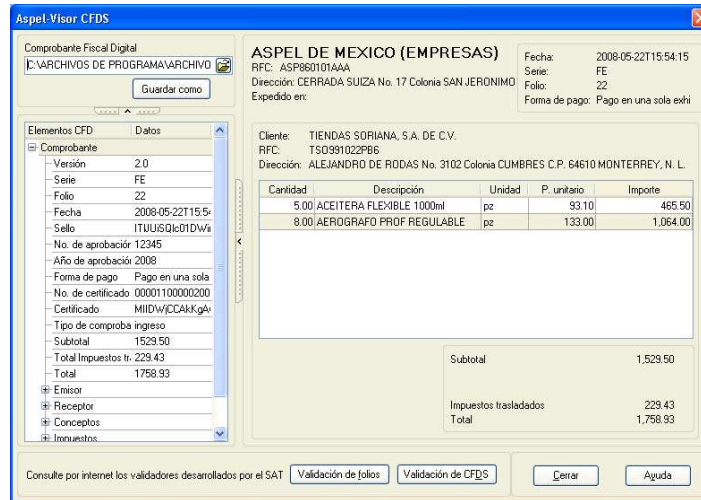 Aspel-Visor CFDS
Comprobante Fiscal Digital
C:\ARCHIVOS DE PROGRAMA\ARCHIVO
Guardar como
Elementos CFD Datos
Comprobante
Versión 2.0
Serie FE
Folio 22
Fecha 2008-05-22T15:54
Sello
No. de aprobación 12345
Año de aprobació 2008
Forma de pago Pago en una sola
No. de certificado 00001100000200
Certificado
Tipo de comproba ingreso
Subtotal 1529.50
Total Impuestos tr. 229.43
Total 1758.93
Emisor
Receptor
Conceptos
Impuestos
ASPEL DE MEXICO (EMPRESAS)
RFC: ASP860101AAA
Dirección: CERRADA SUIZA No. 17 Colonia SAN JERONIMO
Expedido en:
Fecha: 2008-05-22T15:54:15
Serie: FE
Folio: 22
Forma de pago: Pago en una sola exhi
Cliente: TIENDAS SORIANA, S.A. DE C.V.
RFC: TSO991022PB6
Dirección: ALEJANDRO DE RODAS No. 3102 Colonia CUMBRES C.P. 64610 MONTERREY, N. L.
Cantidad Descripción Unidad P. unitario Importe
5.00 ACEITERA FLEXIBLE 1000ml pz 93.10 465.50
8.00 AEROGRAFO PROF REGULABLE pz 133.00 1,064.00
Subtotal 1,529.50
Impuestos trasladados 229.43
Total 1,758.93
Consulte por internet los validadores desarrollados por el SAT Validación de folios Validación de CFDS Cerrar Ayuda